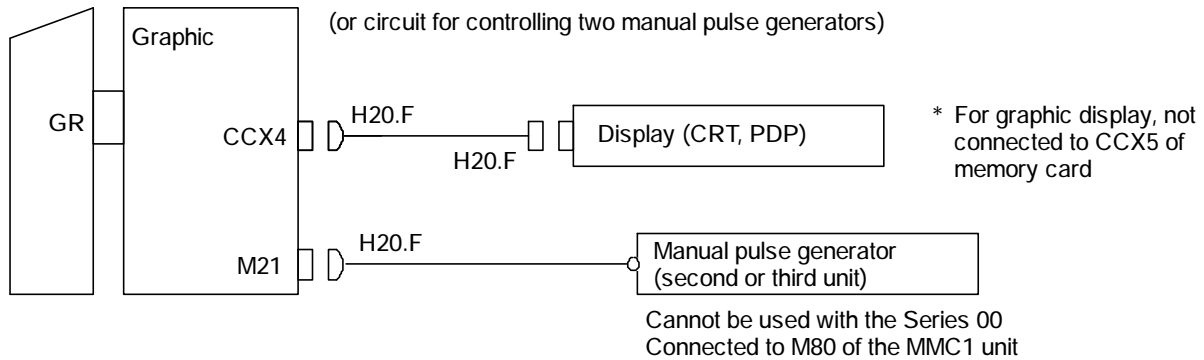 (or circuit for controlling two manual pulse generators)
Graphic
GR
CCX4
H20.F
H20.F
Display (CRT, PDP)
* For graphic display, not
connected to CCX5 of
memory card
M21
H20.F
Manual pulse generator
(second or third unit)
Cannot be used with the Series 00
Connected to M80 of the MMC1 unit